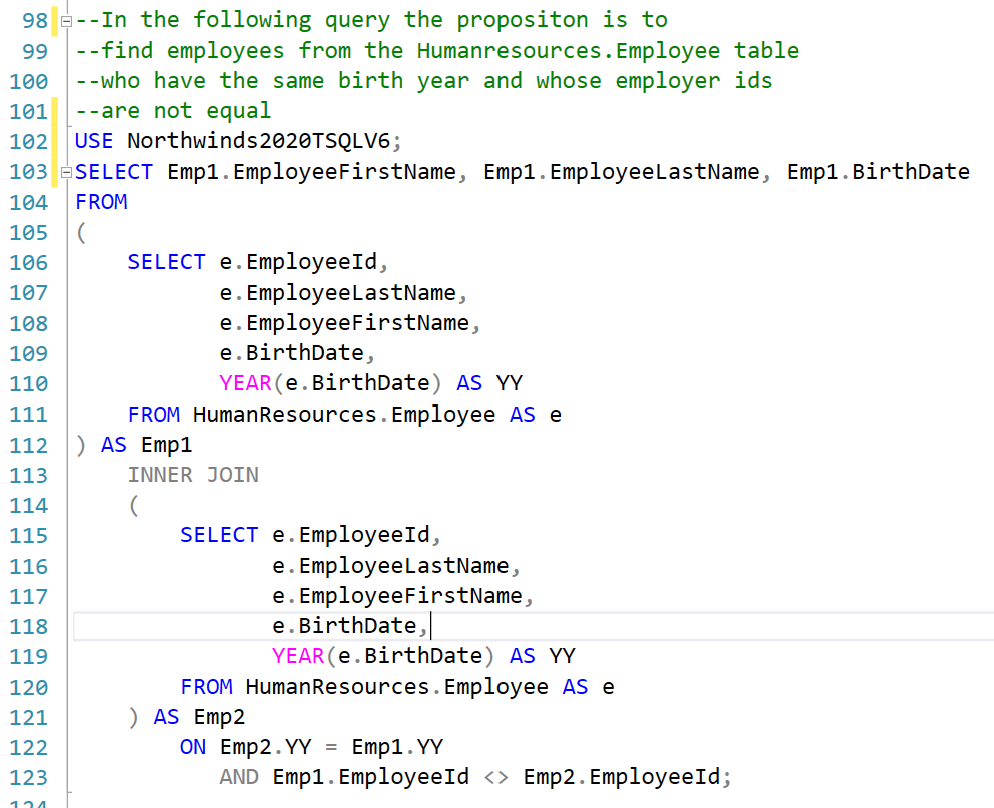 98 --In the following query the propositon is to
99 --find employees from the Humanresources.Employee table
100 --who have the same birth year and whose employer ids
101 --are not equal
102 USE Northwinds2020TSQLV6;
103 SELECT Emp1.EmployeeFirstName, Emp1.EmployeeLastName, Emp1.BirthDate
104 FROM
105 (
106     SELECT e.EmployeeId,
107            e.EmployeeLastName,
108            e.EmployeeFirstName,
109            e.BirthDate,
110            YEAR(e.BirthDate) AS YY
111     FROM HumanResources.Employee AS e
112 ) AS Emp1
113     INNER JOIN
114     (
115         SELECT e.EmployeeId,
116                e.EmployeeLastName,
117                e.EmployeeFirstName,
118                e.BirthDate,
119                YEAR(e.BirthDate) AS YY
120         FROM HumanResources.Employee AS e
121     ) AS Emp2
122         ON Emp2.YY = Emp1.YY
123            AND Emp1.EmployeeId <> Emp2.EmployeeId;
124